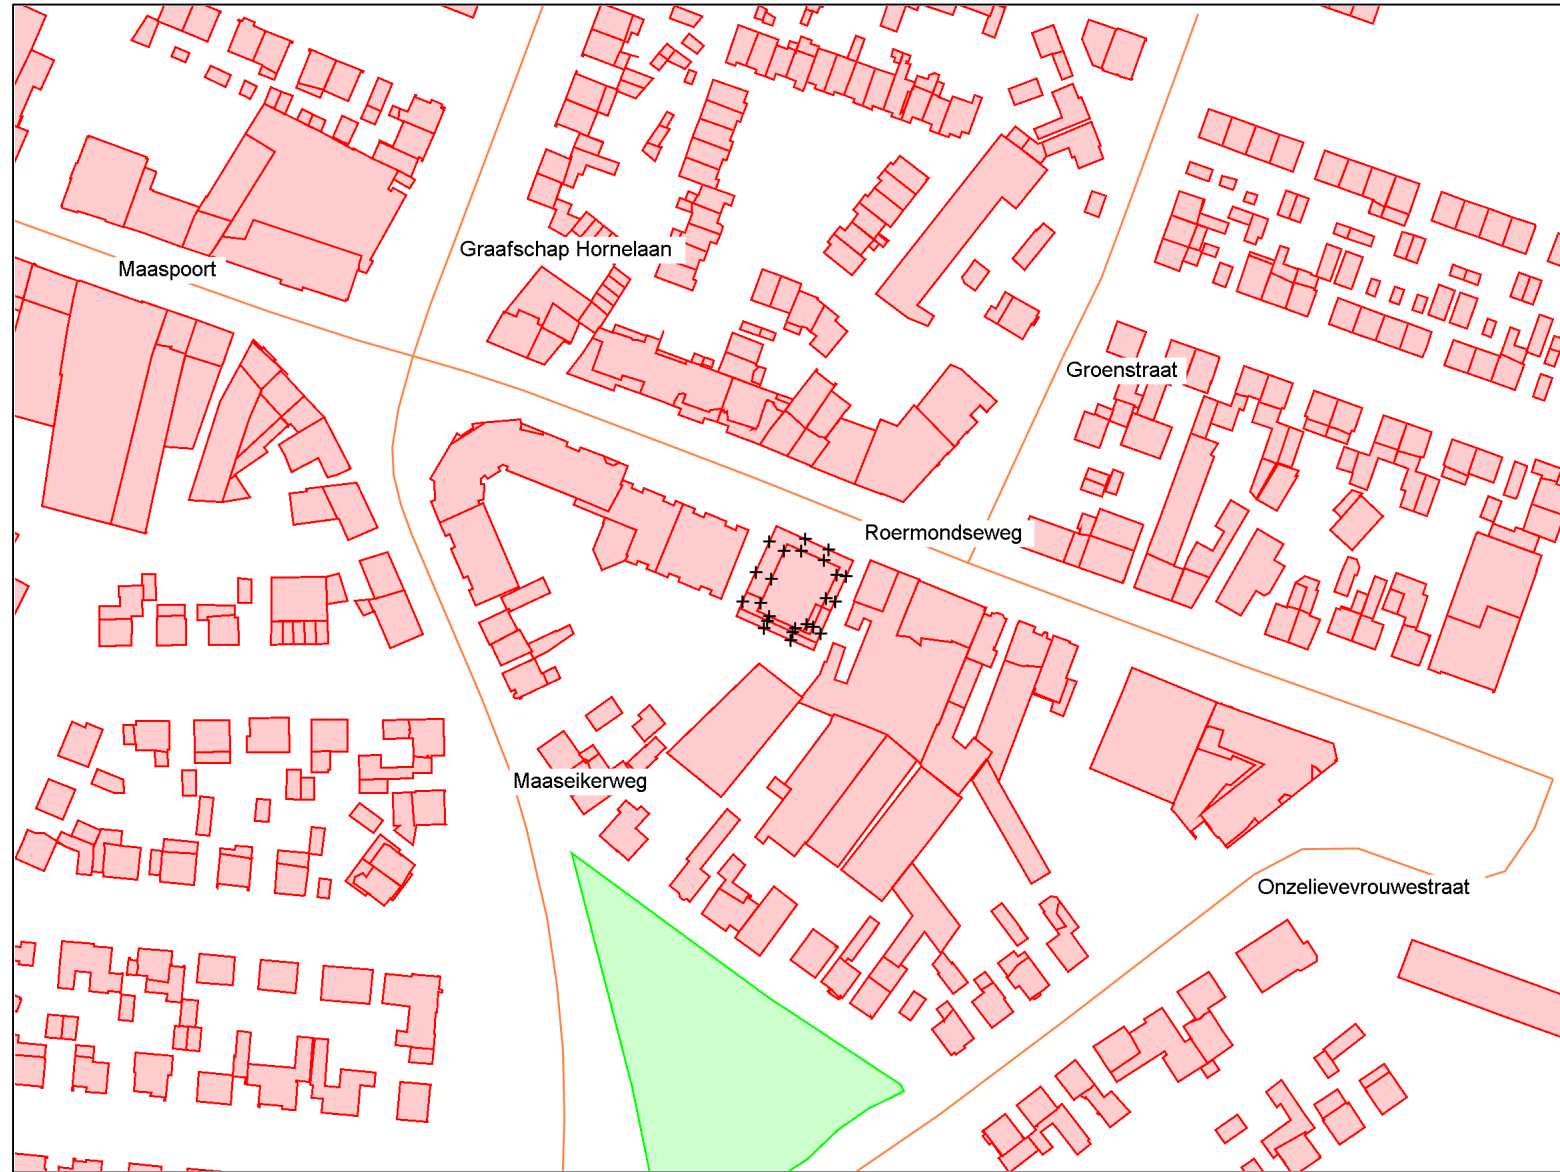 Graafschap Hornelaan
Maaspoort
Groenstraat
Roermondseweg
Maaseikerweg
Onzelievevrouwestraat